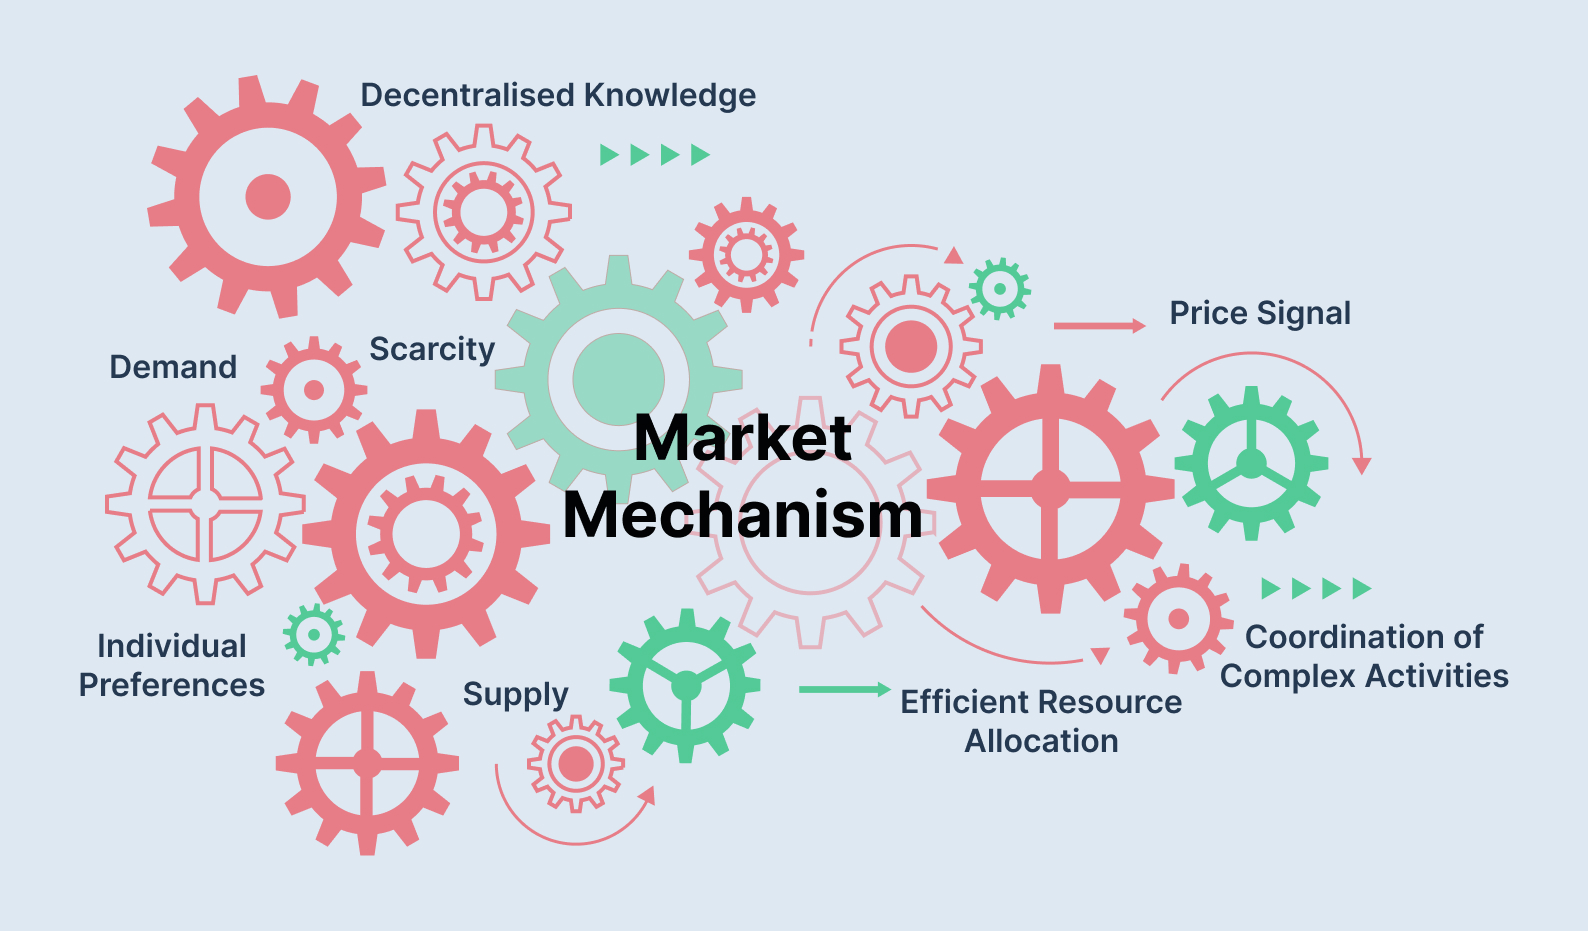 Decentralised Knowledge
Price Signal
Scarcity
Demand
Market
Mechanism
Individual
Preferences
Supply
Coordination of
Complex Activities
Efficient Resource
Allocation